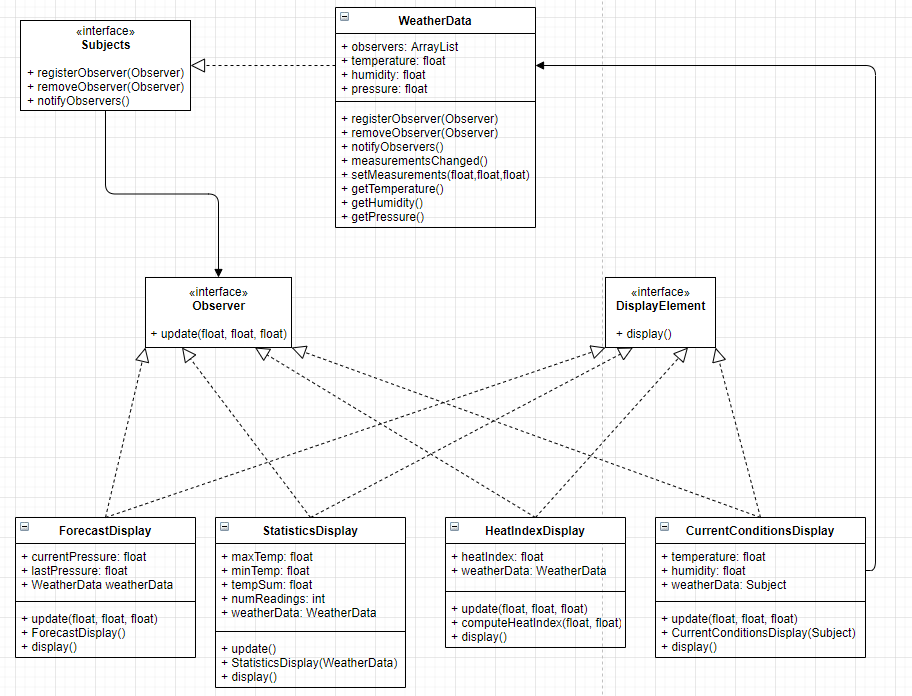 «interface»
Subjects
+ registerObserver(Observer)
+ removeObserver(Observer)
+ notifyObservers()
WeatherData
+ observers: ArrayList
+ temperature: float
+ humidity: float
+ pressure: float
+ registerObserver(Observer)
+ removeObserver(Observer)
+ notifyObservers()
+ measurementsChanged()
+ setMeasurements(float,float,float)
+ getTemperature()
+ getHumidity()
+ getPressure()
«interface»
Observer
+ update(float, float, float)
«interface»
DisplayElement
+ display()
ForecastDisplay
+ currentPressure: float
+ lastPressure: float
+ WeatherData weatherData
+ update(float, float, float)
+ ForecastDisplay()
+ display()
StatisticsDisplay
+ maxTemp: float
+ minTemp: float
+ tempSum: float
+ numReadings: int
+ weatherData: WeatherData
+ update()
+ StatisticsDisplay(WeatherData)
+ display()
HeatIndexDisplay
+ heatIndex: float
+ weatherData: WeatherData
+ update(float, float, float)
+ computeHeatIndex(float, float)
+ display()
CurrentConditionsDisplay
+ temperature: float
+ humidity: float
+ weatherData: Subject
+ update(float, float, float)
+ CurrentConditionsDisplay(Subject)
+ display()